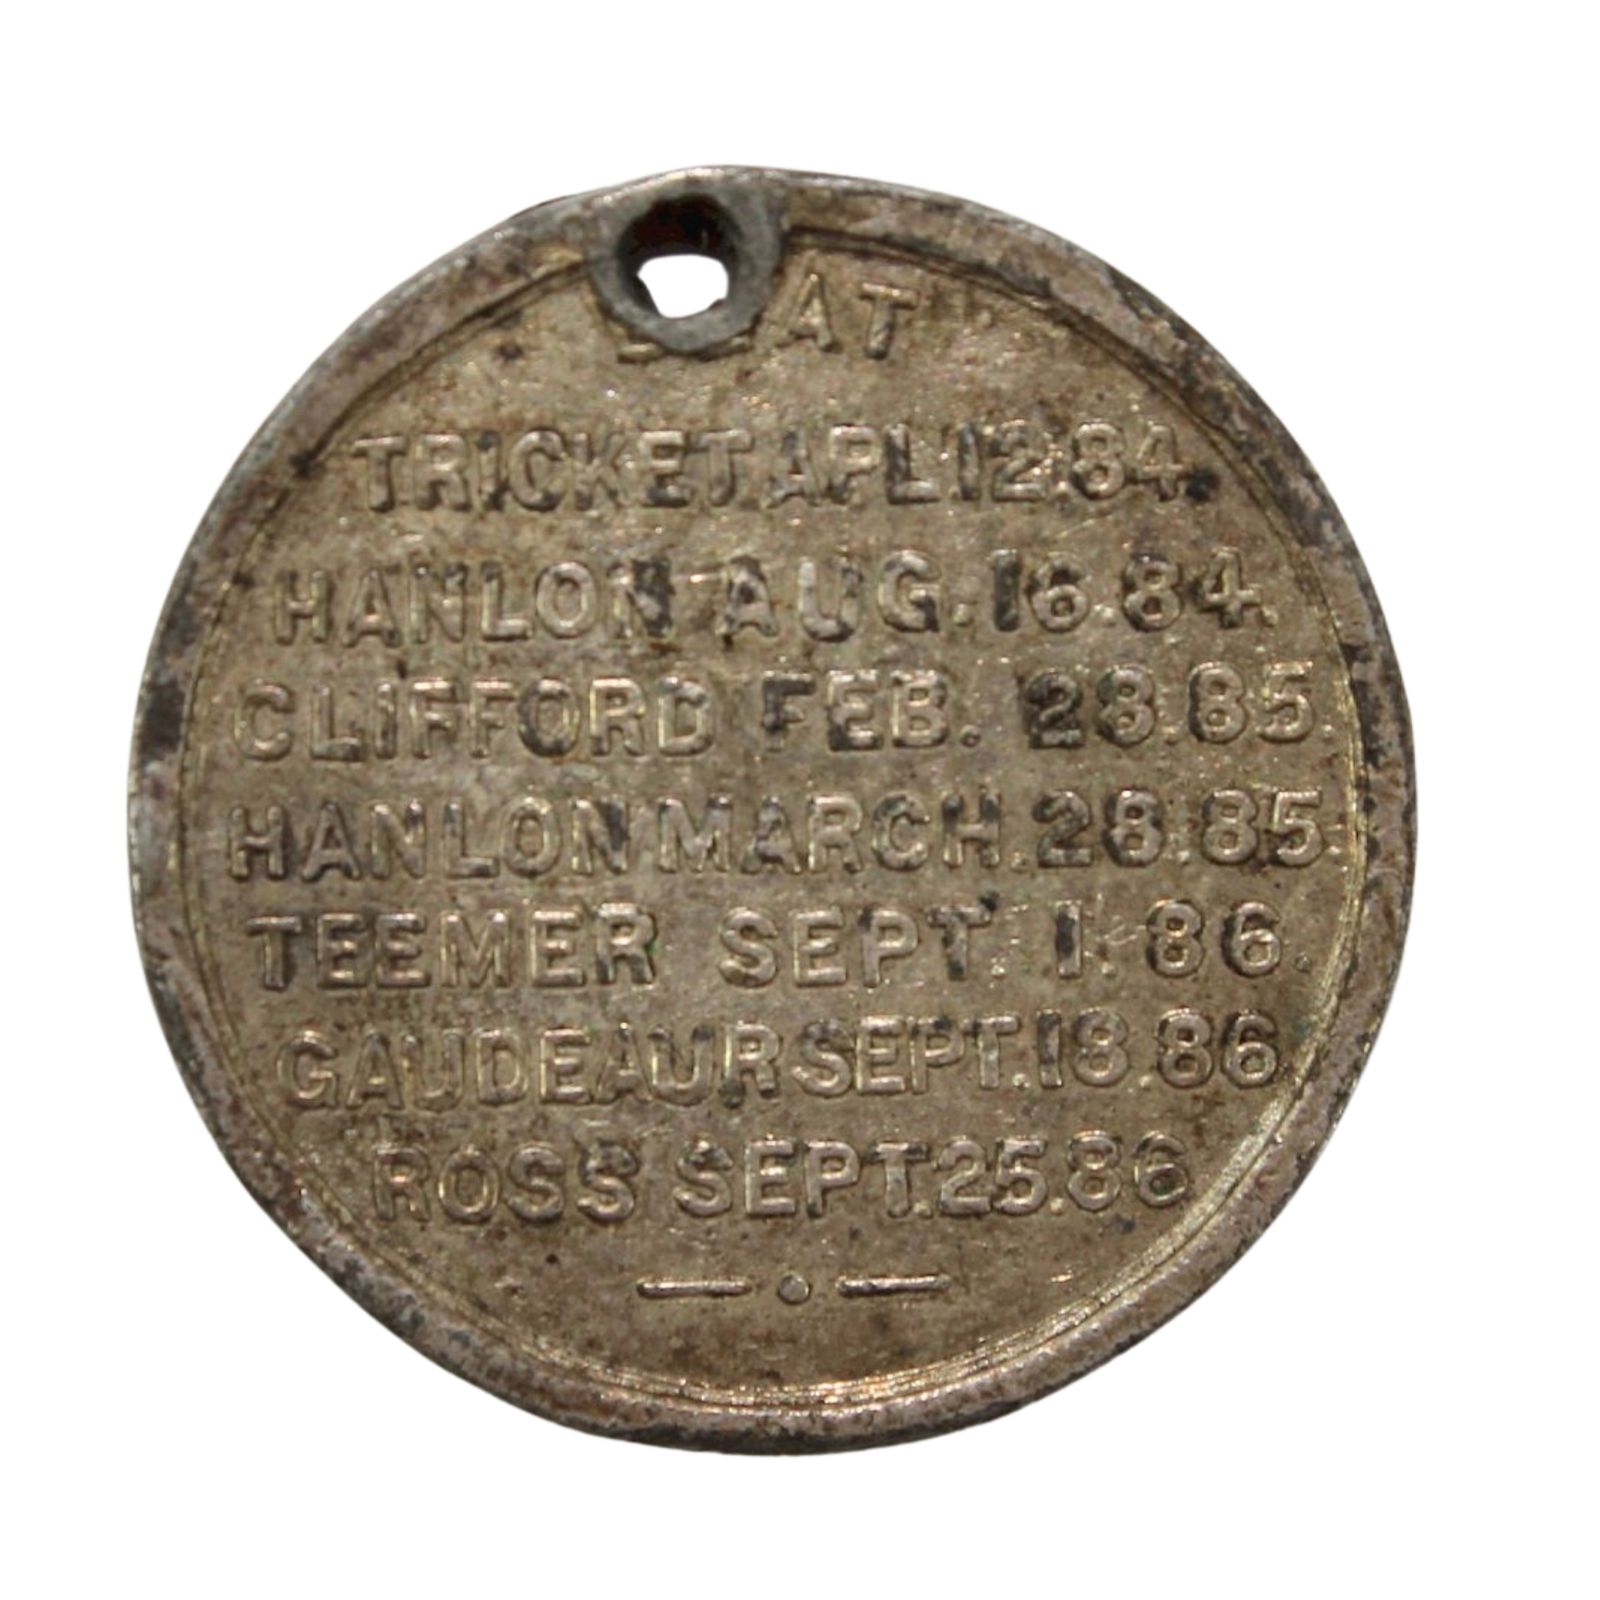 BEAT
TRICKET APL.12.84.
HANLON AUG. 16.84.
CLIFFORD FEB. 28.85.
HANLON MARCH.28.85.
TEEMER SEPT. 1. 86.
GAUDEAUR SEPT.18.86.
ROSS SEPT.25.86